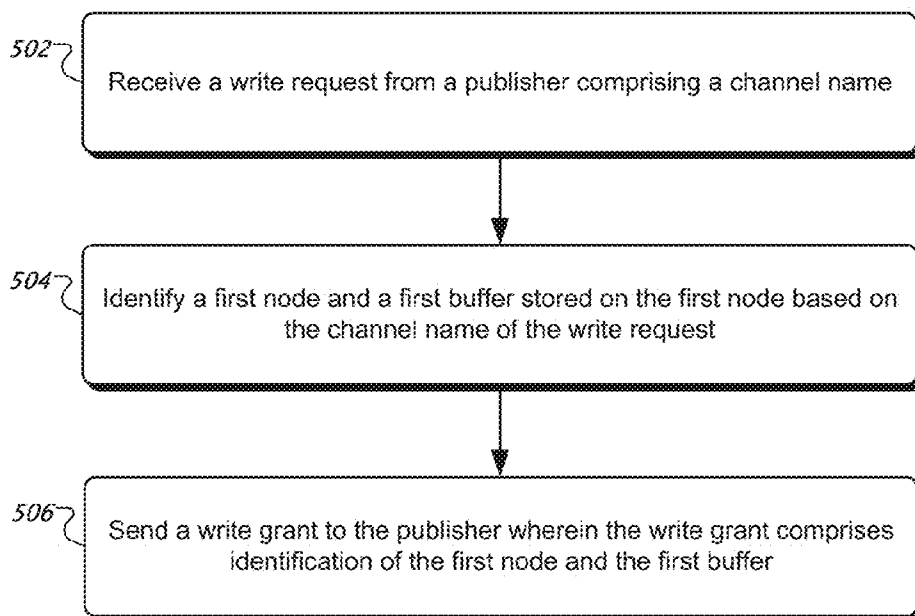 502
Receive a write request from a publisher comprising a channel name
504
Identify a first node and a first buffer stored on the first node based on
the channel name of the write request
506
Send a write grant to the publisher wherein the write grant comprises
identification of the first node and the first buffer